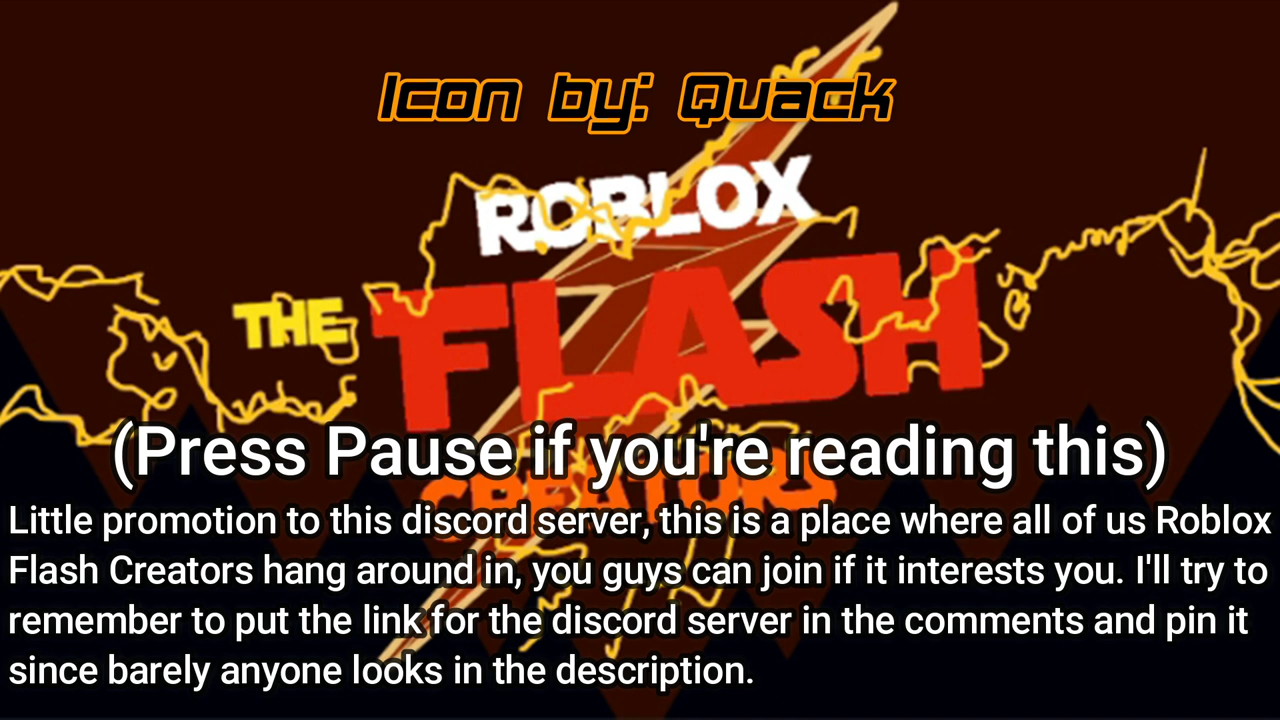 Icon by: Quack
ROBLOX
THE FLASH
(Press Pause if you're reading this)
CREATORS
Little promotion to this discord server, this is a place where all of us Roblox
Flash Creators hang around in, you guys can join if it interests you. I'll try to
remember to put the link for the discord server in the comments and pin it
since barely anyone looks in the description.